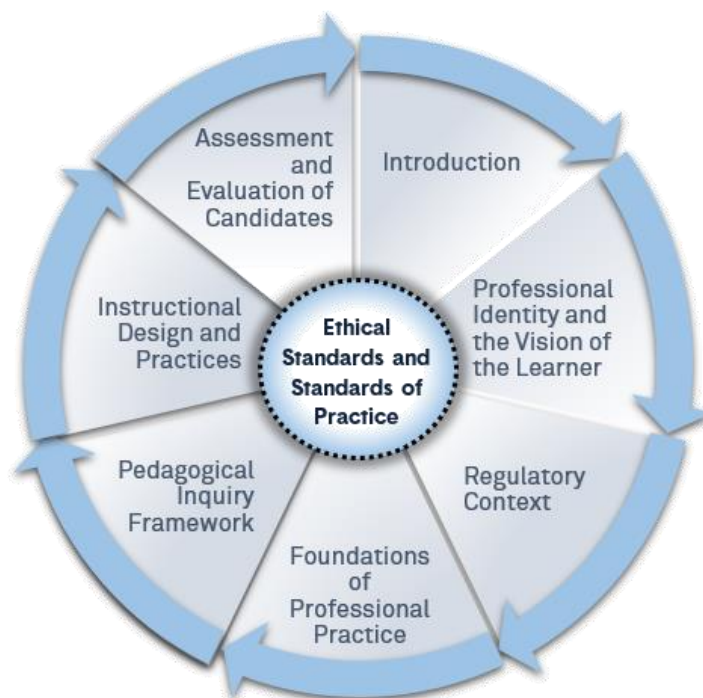 Introduction
Professional
Identity and
the Vision of
the Learner
Regulatory
Context
Foundations
of
Professional
Practice
Pedagogical
Inquiry
Framework
Instructional
Design and
Practices
Assessment
and
Evaluation of
Candidates
Ethical
Standards and
Standards of
Practice